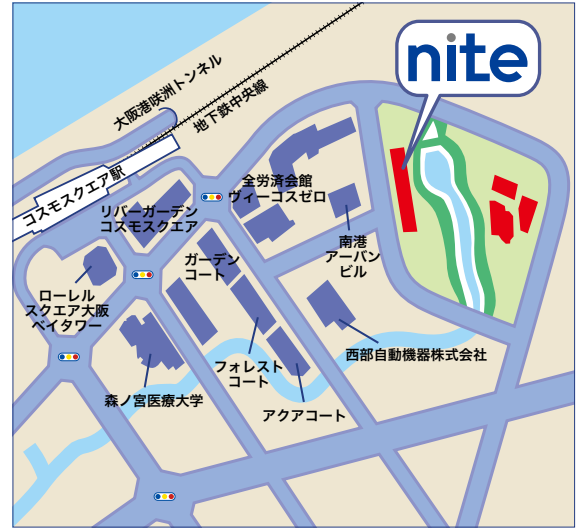 nite
大阪港咲洲トンネル
地下鉄中央線
コスモスクエア駅
全労済会館
ヴィーコスゼロ
リバーガーデン
コスモスクエア
南港
アーバン
ビル
ガーデン
コート
ローレル
スクエア大阪
ベイタワー
西部自動機器株式会社
フォレスト
コート
森ノ宮医療大学
アクアコート